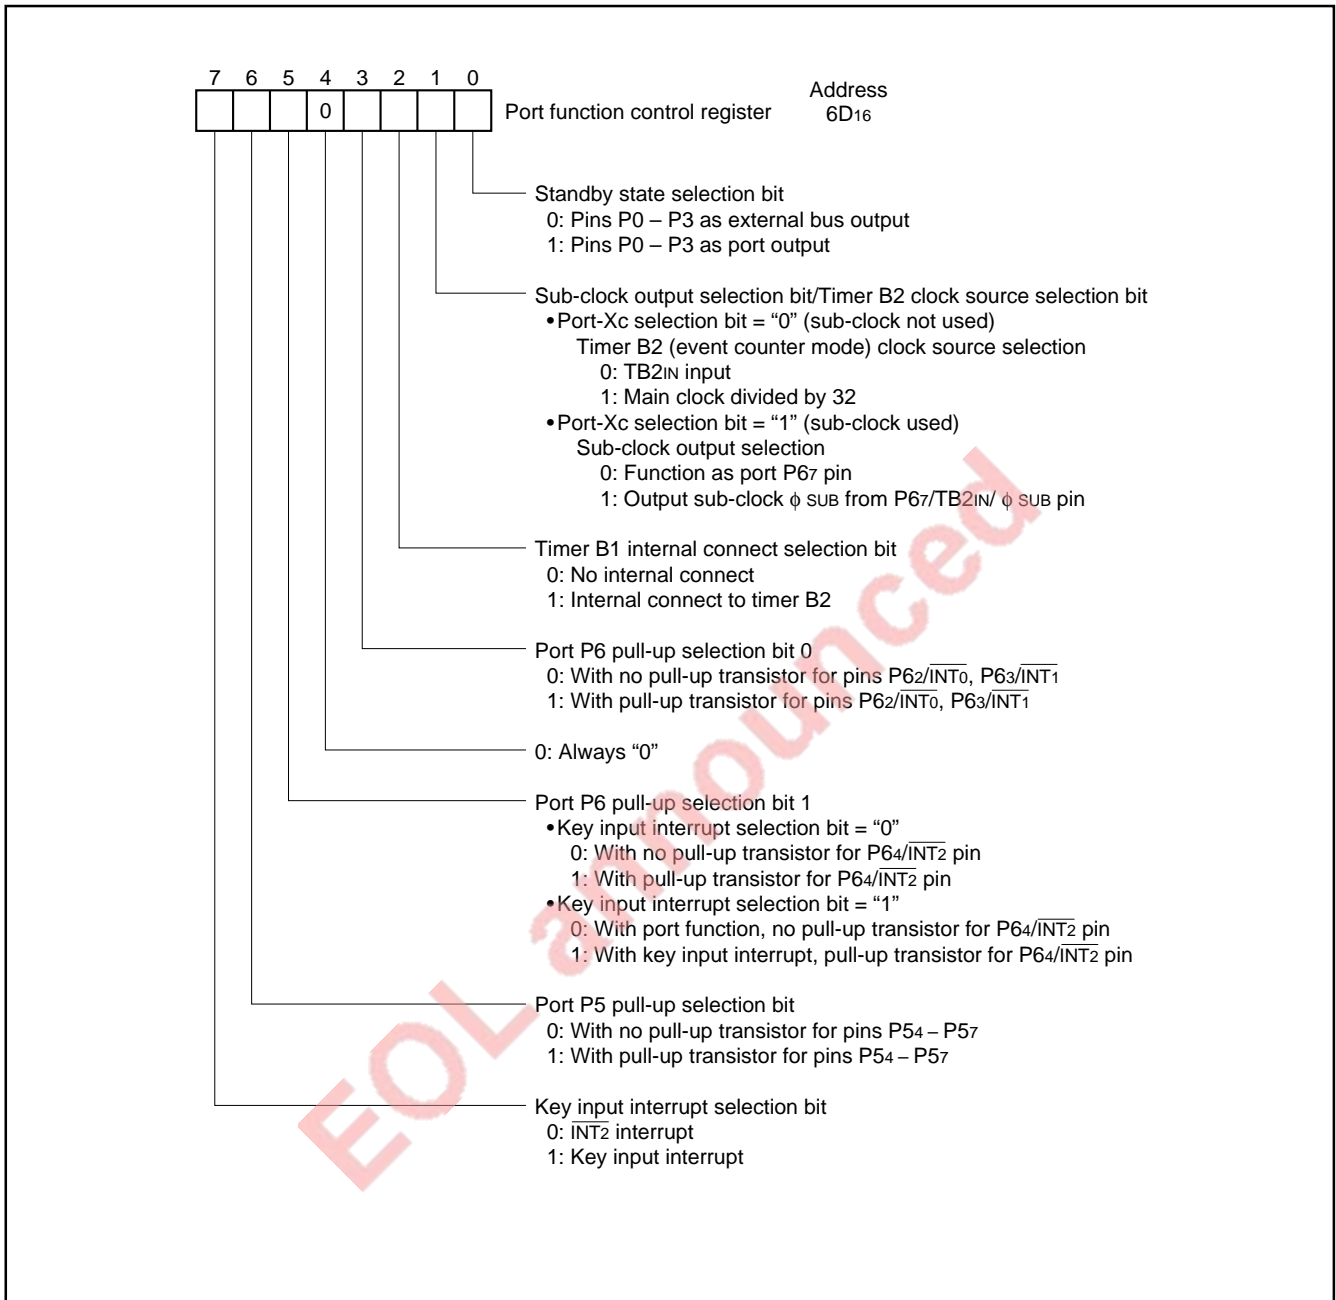 7 6 5 4 3 2 1 0
0
Port function control register
Address
6D16
Standby state selection bit
0: Pins P0 – P3 as external bus output
1: Pins P0 – P3 as port output
Sub-clock output selection bit/Timer B2 clock source selection bit
•Port-Xc selection bit = “0” (sub-clock not used)
Timer B2 (event counter mode) clock source selection
0: TB2IN input
1: Main clock divided by 32
•Port-Xc selection bit = “1” (sub-clock used)
Sub-clock output selection
0: Function as port P67 pin
1: Output sub-clock ϕ SUB from P67/TB2IN/ ϕ SUB pin
Timer B1 internal connect selection bit
0: No internal connect
1: Internal connect to timer B2
Port P6 pull-up selection bit 0
0: With no pull-up transistor for pins P62/INT0, P63/INT1
1: With pull-up transistor for pins P62/INT0, P63/INT1
0: Always “0”
Port P6 pull-up selection bit 1
•Key input interrupt selection bit = “0”
0: With no pull-up transistor for P64/INT2 pin
1: With pull-up transistor for P64/INT2 pin
•Key input interrupt selection bit = “1”
0: With port function, no pull-up transistor for P64/INT2 pin
1: With key input interrupt, pull-up transistor for P64/INT2 pin
Port P5 pull-up selection bit
0: With no pull-up transistor for pins P54 – P57
1: With pull-up transistor for pins P54 – P57
Key input interrupt selection bit
0: INT2 interrupt
1: Key input interrupt
EOL announced